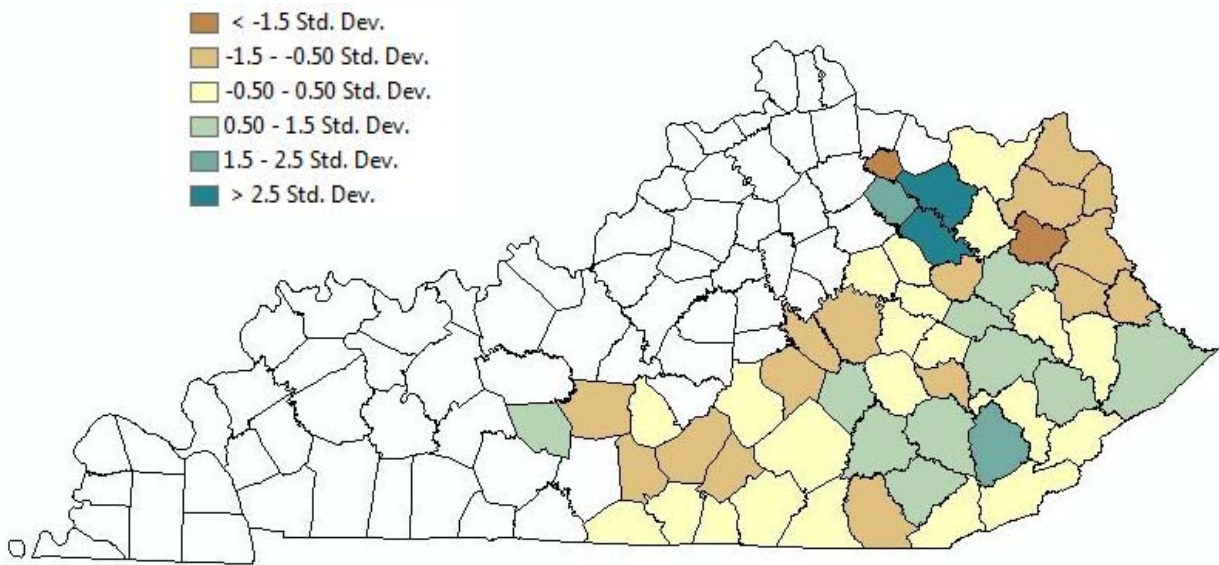 < -1.5 Std. Dev.
-1.5 - -0.50 Std. Dev.
-0.50 - 0.50 Std. Dev.
0.50 - 1.5 Std. Dev.
1.5 - 2.5 Std. Dev.
> 2.5 Std. Dev.